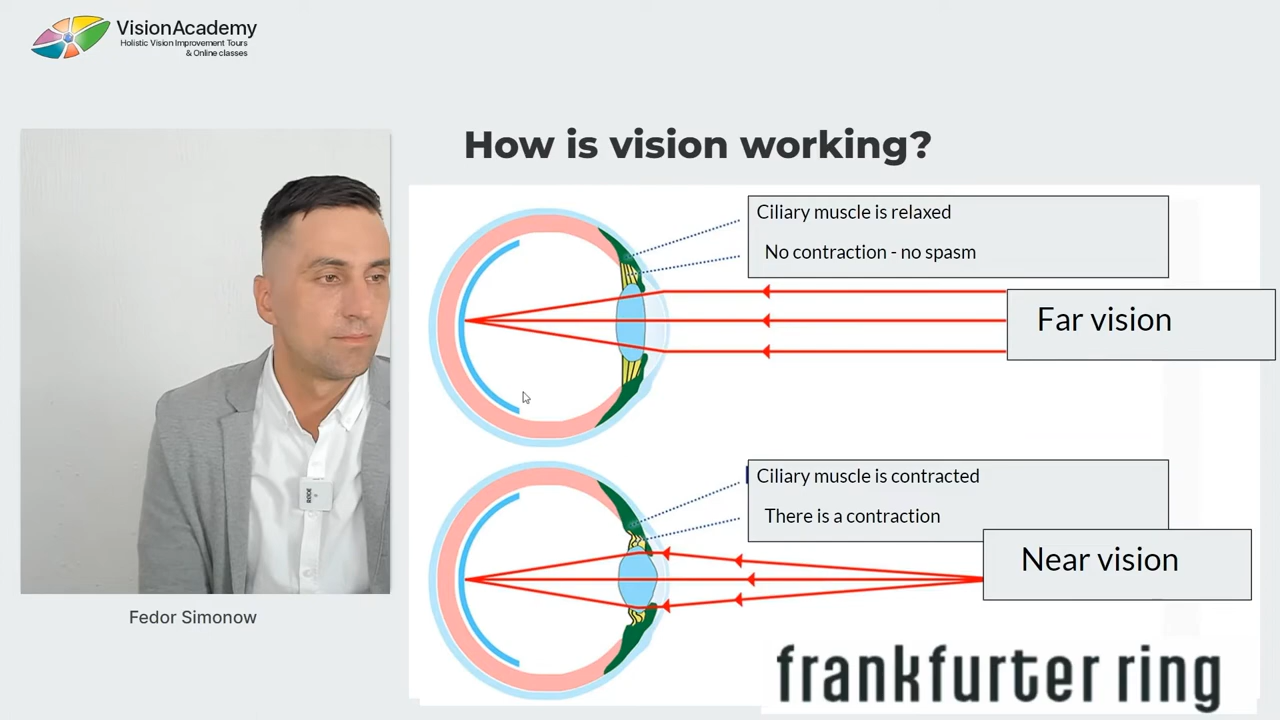 VisionAcademy
Holistic Vision Improvement Tours
& Online classes
How is vision working?
Ciliary muscle is relaxed
No contraction - no spasm
Far vision
Ciliary muscle is contracted
There is a contraction
Near vision
RODE
Fedor Simonow
frankfurter ring